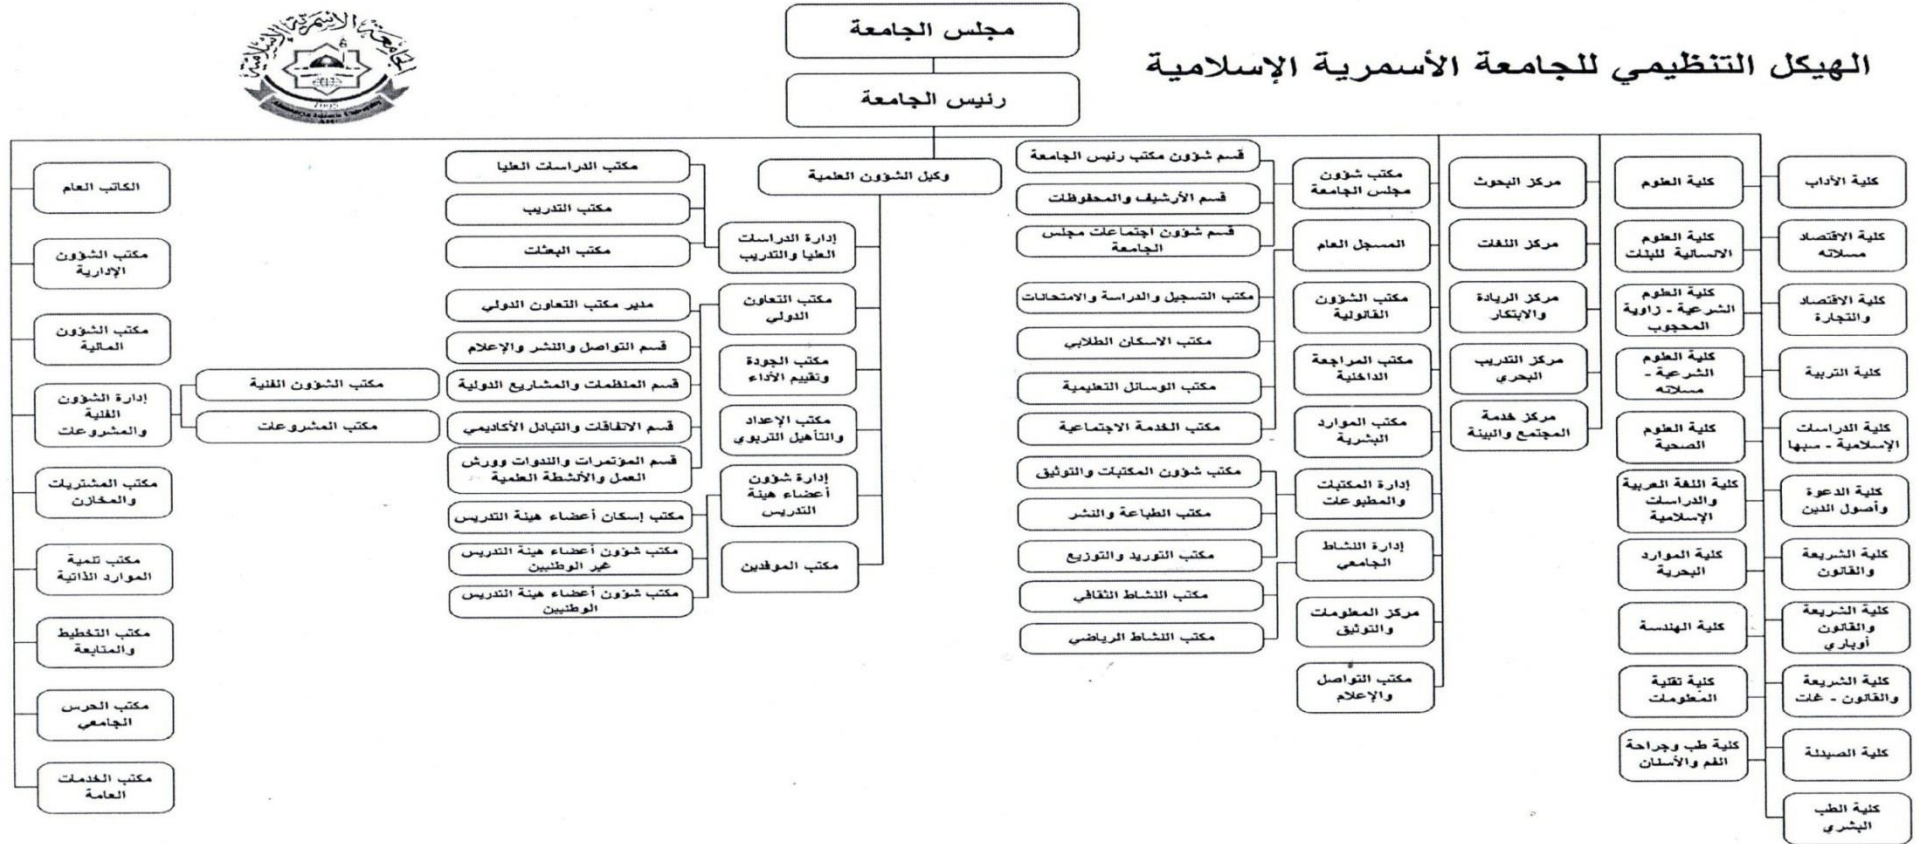 الهيكل التنظيمي للجامعة الأسمرية الإسلامية
الجامعة الأسمرية الإسلامية
1995
Alasmarya Islamic University
AIU
مجلس الجامعة
رئيس الجامعة
كلية الآداب
كلية الاقتصاد
مسلاته
كلية الاقتصاد
والتجارة
كلية التربية
كلية الدراسات
الإسلامية - سبها
كلية الدعوة
وأصول الدين
كلية الشريعة
والقانون
كلية الشريعة
والقانون
أوباري
كلية الشريعة
والقانون - غات
كلية الصيدلة
كلية الطب
البشري
كلية العلوم
كلية العلوم
الانسانية للبنات
كلية العلوم
الشرعية - زاوية
المحجوب
كلية العلوم
الشرعية -
مسلاته
كلية العلوم
الصحية
كلية اللغة العربية
والدراسات
الإسلامية
كلية الموارد
البحرية
كلية الهندسة
كلية تقنية
المعلومات
كلية طب وجراحة
الفم والأسنان
مركز البحوث
مركز اللغات
مركز الريادة
والابتكار
مركز التدريب
البحري
مركز خدمة
المجتمع والبيئة
مكتب شؤون
مجلس الجامعة
المسجل العام
مكتب الشؤون
القانونية
مكتب المراجعة
الداخلية
مكتب الموارد
البشرية
إدارة المكتبات
والمطبوعات
إدارة النشاط
الجامعي
مركز المعلومات
والتوثيق
مكتب التواصل
والإعلام
قسم شؤون مكتب رئيس الجامعة
قسم الأرشيف والمحفوظات
قسم شؤون اجتماعات مجلس
الجامعة
مكتب التسجيل والدراسة والامتحانات
مكتب الاسكان الطلابي
مكتب الوسائل التعليمية
مكتب الخدمة الاجتماعية
مكتب شؤون المكتبات والتوثيق
مكتب الطباعة والنشر
مكتب التوريد والتوزيع
مكتب النشاط الثقافي
مكتب النشاط الرياضي
وكيل الشؤون العلمية
إدارة الدراسات
العليا والتدريب
مكتب التعاون
الدولي
مكتب الجودة
وتقييم الأداء
مكتب الإعداد
والتأهيل التربوي
إدارة شؤون
أعضاء هيئة
التدريس
مكتب الموفدين
مكتب الدراسات العليا
مكتب التدريب
مكتب البعثات
مدير مكتب التعاون الدولي
قسم التواصل والنشر والإعلام
قسم المنظمات والمشاريع الدولية
قسم الاتفاقات والتبادل الأكاديمي
قسم المؤتمرات والندوات وورش
العمل والأنشطة العلمية
مكتب إسكان أعضاء هيئة التدريس
مكتب شؤون أعضاء هيئة التدريس
غير الوطنيين
مكتب شؤون أعضاء هيئة التدريس
الوطنيين
مكتب الشؤون الفنية
مكتب المشروعات
الكاتب العام
مكتب الشؤون
الإدارية
مكتب الشؤون
المالية
إدارة الشؤون
الفنية
والمشروعات
مكتب المشتريات
والمخازن
مكتب تنمية
الموارد الذاتية
مكتب التخطيط
والمتابعة
مكتب الحرس
الجامعي
مكتب الخدمات
العامة